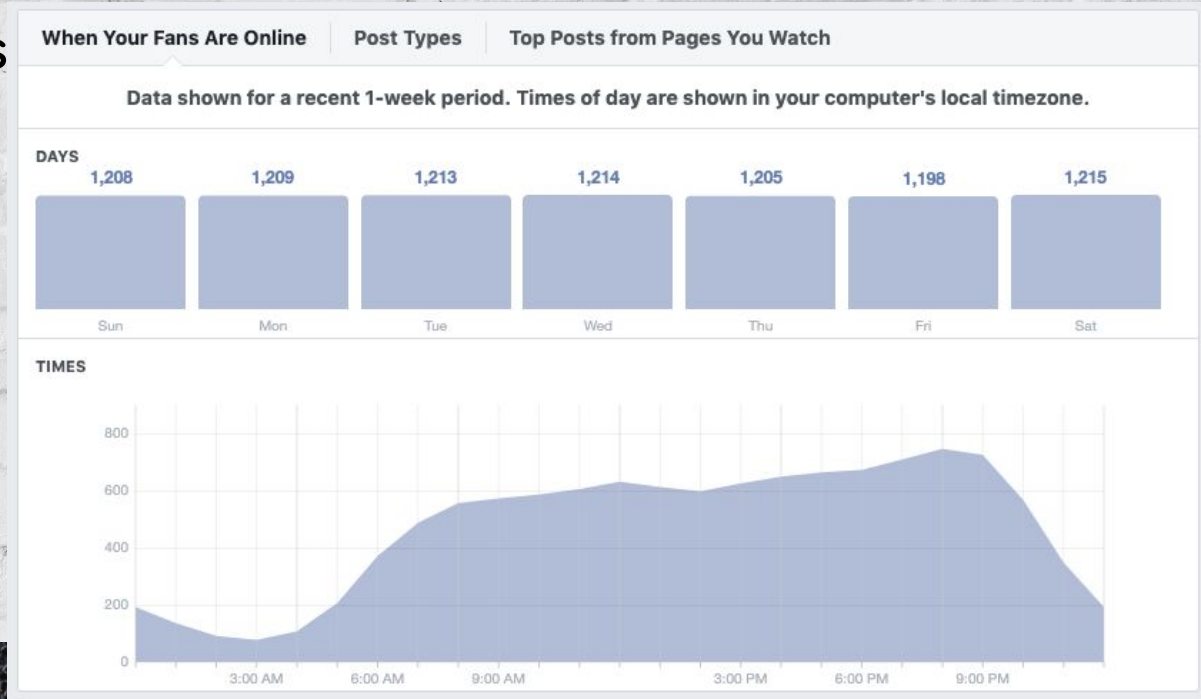 s
When Your Fans Are Online Post Types Top Posts from Pages You Watch
Data shown for a recent 1-week period. Times of day are shown in your computer's local timezone.
DAYS
1,208 1,209 1,213 1,214 1,205 1,198 1,215
Sun Mon Tue Wed Thu Fri Sat
TIMES
800
600
400
200
0
3:00 AM 6:00 AM 9:00 AM 3:00 PM 6:00 PM 9:00 PM